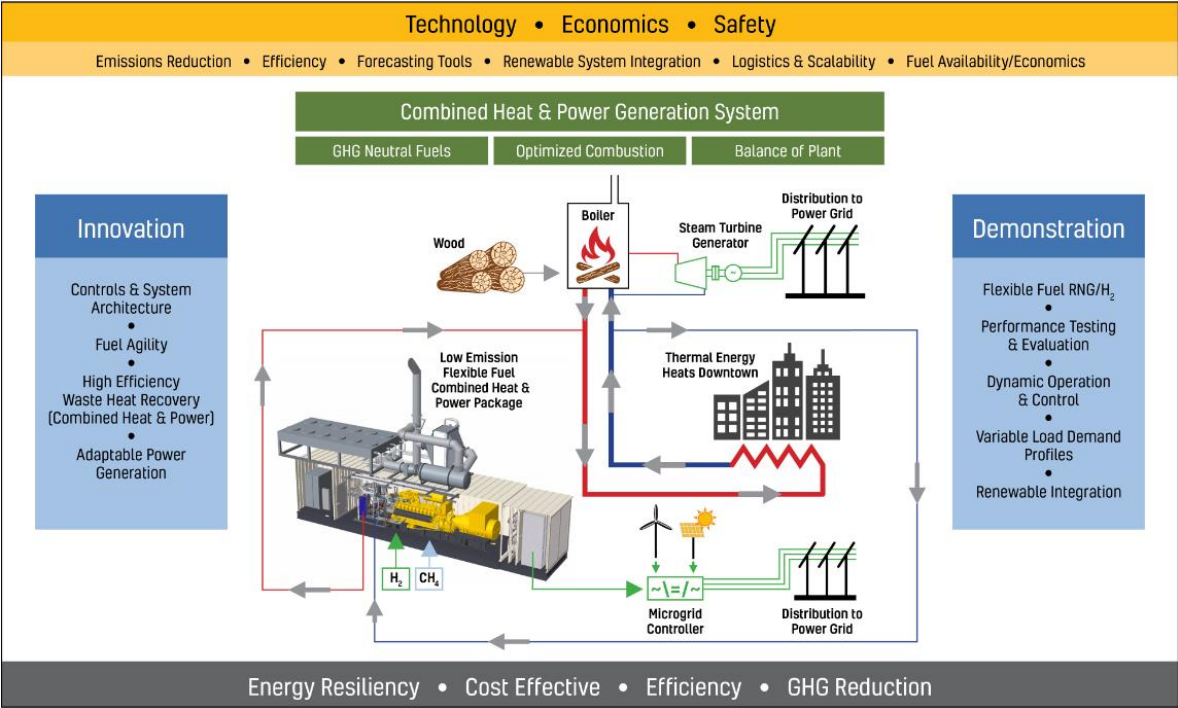 Technology • Economics • Safety
Emissions Reduction • Efficiency • Forecasting Tools • Renewable System Integration • Logistics & Scalability • Fuel Availability/Economics
Combined Heat & Power Generation System
GHG Neutral Fuels
Optimized Combustion
Balance of Plant
Innovation
Controls & System
Architecture
•
Fuel Agility
•
High Efficiency
Waste Heat Recovery
(Combined Heat & Power)
•
Adaptable Power
Generation
Wood
Boiler
Steam Turbine
Generator
~
Distribution to
Power Grid
Low Emission
Flexible Fuel
Combined Heat &
Power Package
Thermal Energy
Heats Downtown
H₂
CH₄
~\=/~
Microgrid
Controller
Distribution to
Power Grid
Demonstration
Flexible Fuel RNG/H₂
•
Performance Testing
& Evaluation
•
Dynamic Operation
& Control
•
Variable Load Demand
Profiles
•
Renewable Integration
Energy Resiliency • Cost Effective • Efficiency • GHG Reduction